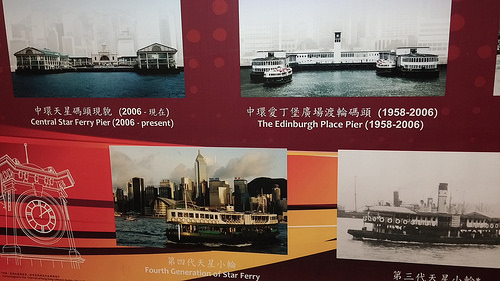 中環天星碼頭現貌 (2006 - 現在)
Central Star Ferry Pier (2006 - present)
中環愛丁堡廣場渡輪碼頭 (1958-2006)
The Edinburgh Place Pier (1958-2006)
第四代天星小輪
Fourth Generation of Star Ferry
第三代天星小輪